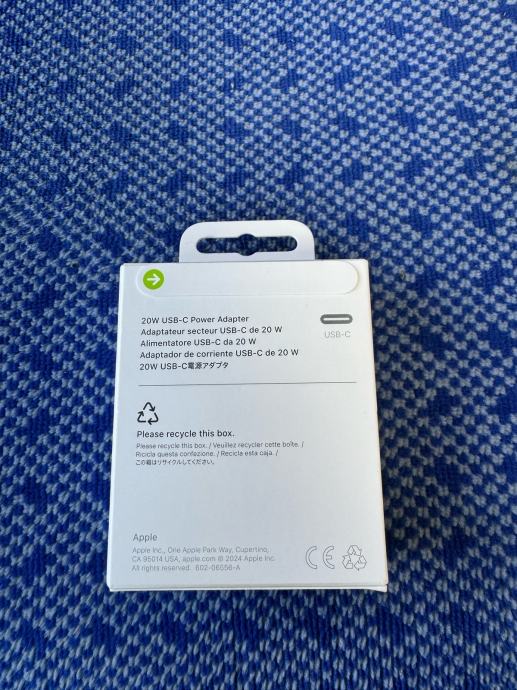 20W USB-C Power Adapter
Adaptateur secteur USB-C de 20 W
Alimentatore USB-C da 20 W
Adaptador de corriente USB-C de 20 W
20W USB-C電源アダプタ
USB-C
Please recycle this box.
Please recycle this box. / Veuillez recycler cette boîte. /
Ricicla questa confezione. / Recicla esta caja. /
この箱はリサイクルしてください。
Apple
Apple Inc., One Apple Park Way, Cupertino,
CA 95014 USA, apple.com © 2024 Apple Inc.
All rights reserved. 602-06556-A
CE